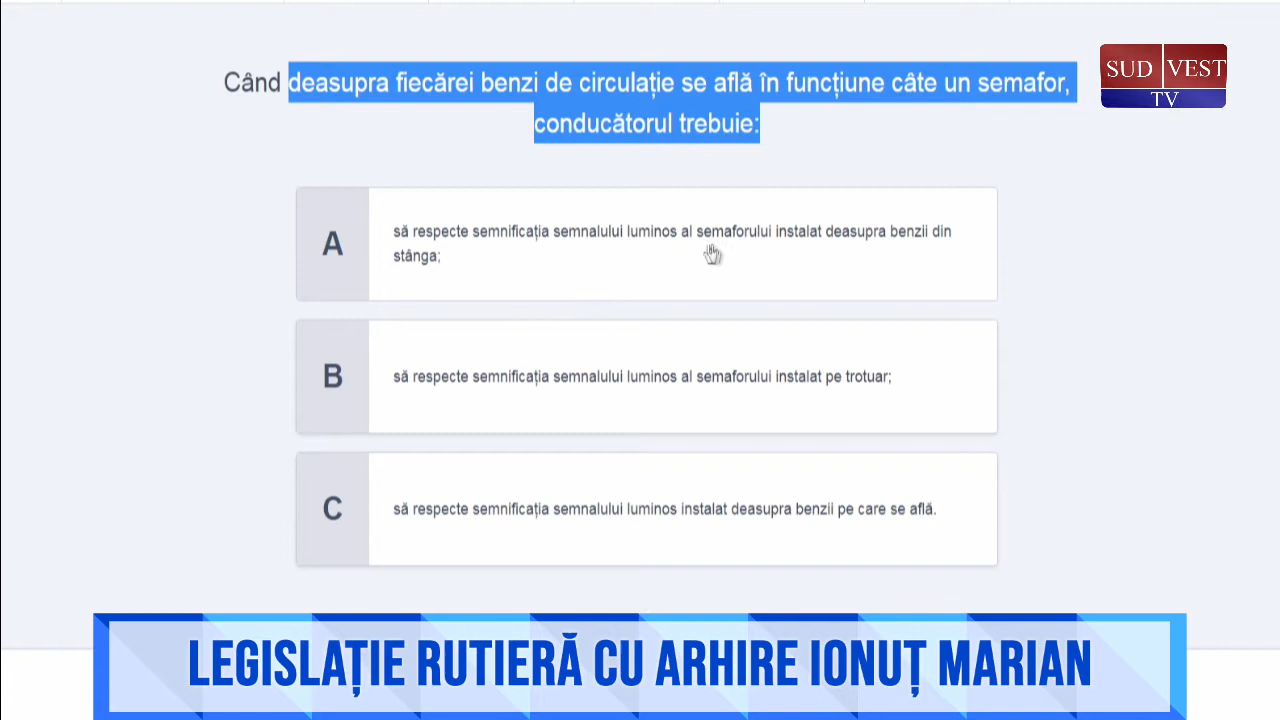 Când deasupra fiecărei benzi de circulație se află în funcțiune câte un semafor,
conducătorul trebuie:
SUD VEST
TV
A
să respecte semnificația semnalului luminos al semaforului instalat deasupra benzii din
stânga;
B
să respecte semnificația semnalului luminos al semaforului instalat pe trotuar;
C
să respecte semnificația semnalului luminos instalat deasupra benzii pe care se află.
LEGISLAȚIE RUTIERĂ CU ARHIRE IONUȚ MARIAN